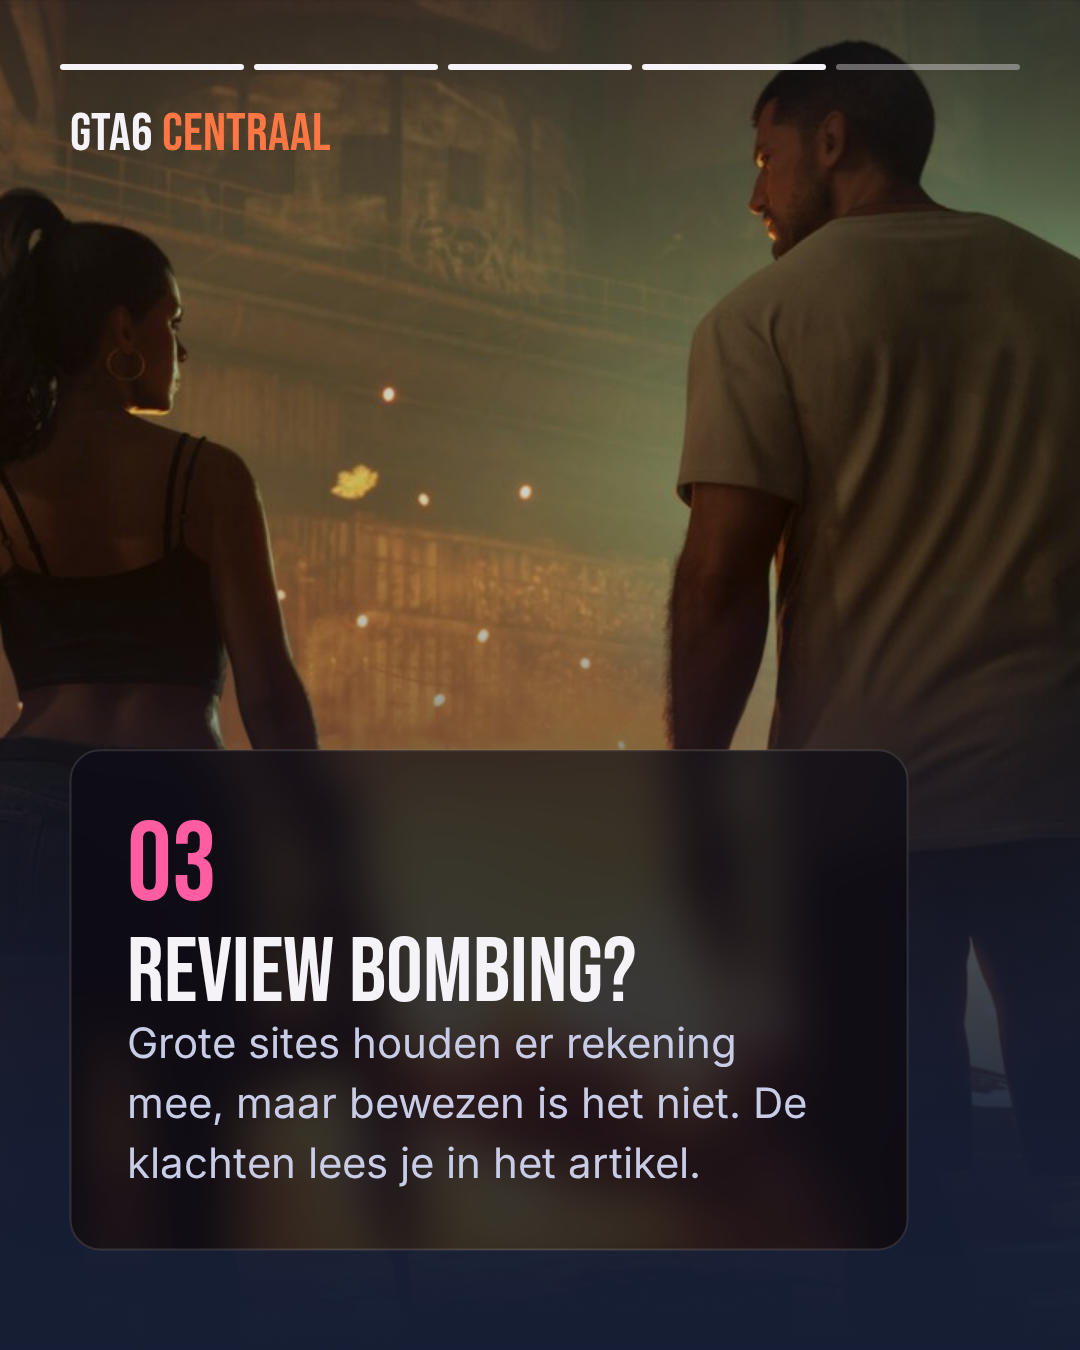 GTA6 CENTRAAL
03
REVIEW BOMBING?
Grote sites houden er rekening
mee, maar bewezen is het niet. De
klachten lees je in het artikel.